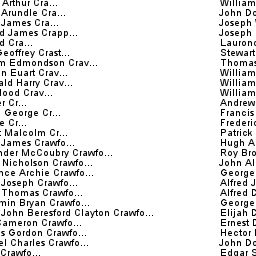 Arthur Cra... William
Arundle Cra... John Do
James Cra... Joseph
d James Crapp... Joseph
d Cra... Laurono
Geoffrey Crast... Stewart
m Edmondson Crav... Thomas
n Euart Crav... William
ald Harry Crav... William
lood Crav... William
er Cr... Andrew
George Cr... Francis
e Cr... Frederic
t Malcolm Cr... Patrick
James Crawfo... Hugh A
nder McCoubry Crawfo... Roy Bro
Nicholson Crawfo... John Al
nce Archie Crawfo... George
Joseph Crawfo... Alfred J
Thomas Crawfo... Alfred D
min Bryan Crawfo... George
John Beresford Clayton Crawfo... Elijah D
Cameron Crawfo... Ernest D
s Gordon Crawfo... Hector
el Charles Crawfo... John Do
Crawfo... Edgar S